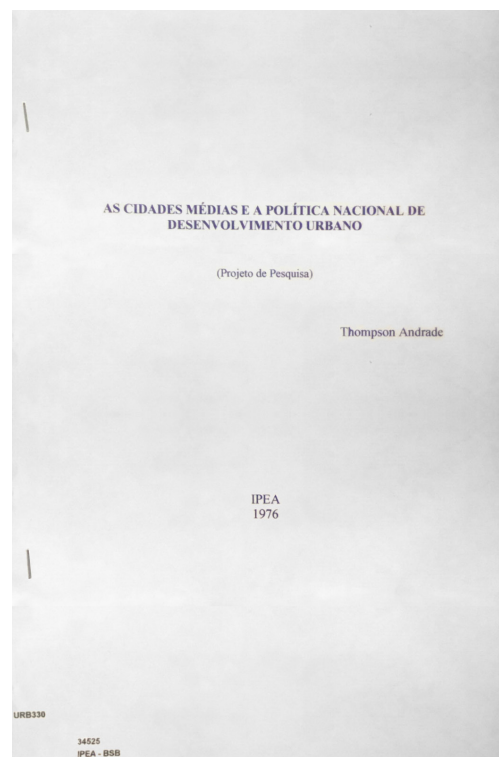 AS CIDADES MÉDIAS E A POLÍTICA NACIONAL DE
DESENVOLVIMENTO URBANO
(Projeto de Pesquisa)
Thompson Andrade
IPEA
1976
URB330
34525
IPEA - BSB